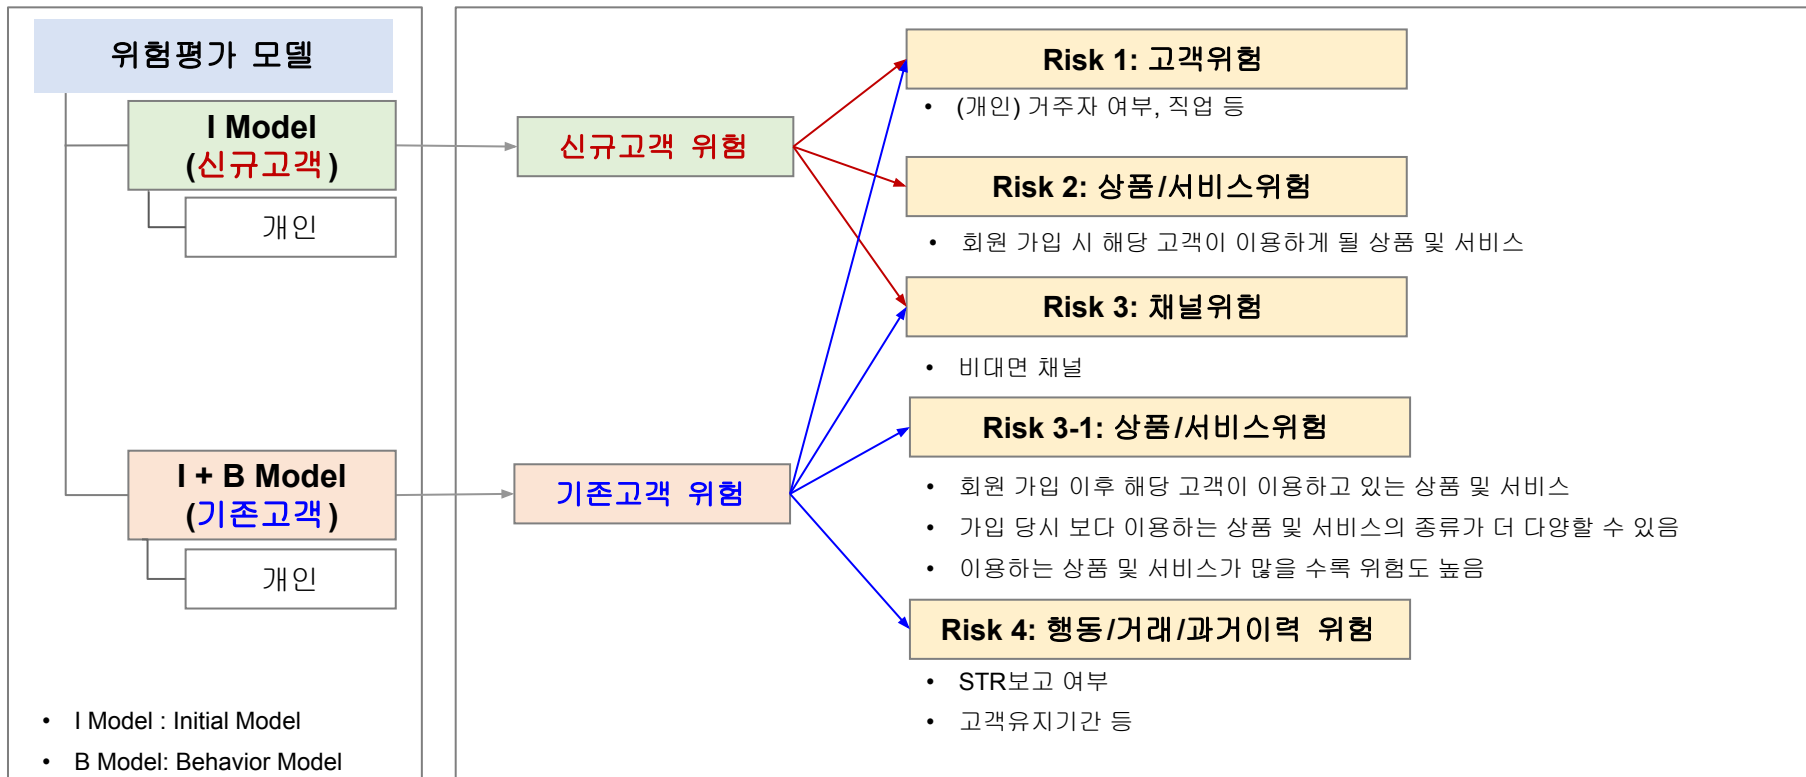 위험평가 모델
I Model
(신규고객)
개인
I + B Model
(기존고객)
개인
• I Model : Initial Model
• B Model: Behavior Model
신규고객 위험
기존고객 위험
Risk 1: 고객위험
• (개인) 거주자 여부, 직업 등
Risk 2: 상품/서비스위험
• 회원 가입 시 해당 고객이 이용하게 될 상품 및 서비스
Risk 3: 채널위험
• 비대면 채널
Risk 3-1: 상품/서비스위험
• 회원 가입 이후 해당 고객이 이용하고 있는 상품 및 서비스
• 가입 당시 보다 이용하는 상품 및 서비스의 종류가 더 다양할 수 있음
• 이용하는 상품 및 서비스가 많을 수록 위험도 높음
Risk 4: 행동/거래/과거이력 위험
• STR보고 여부
• 고객유지기간 등